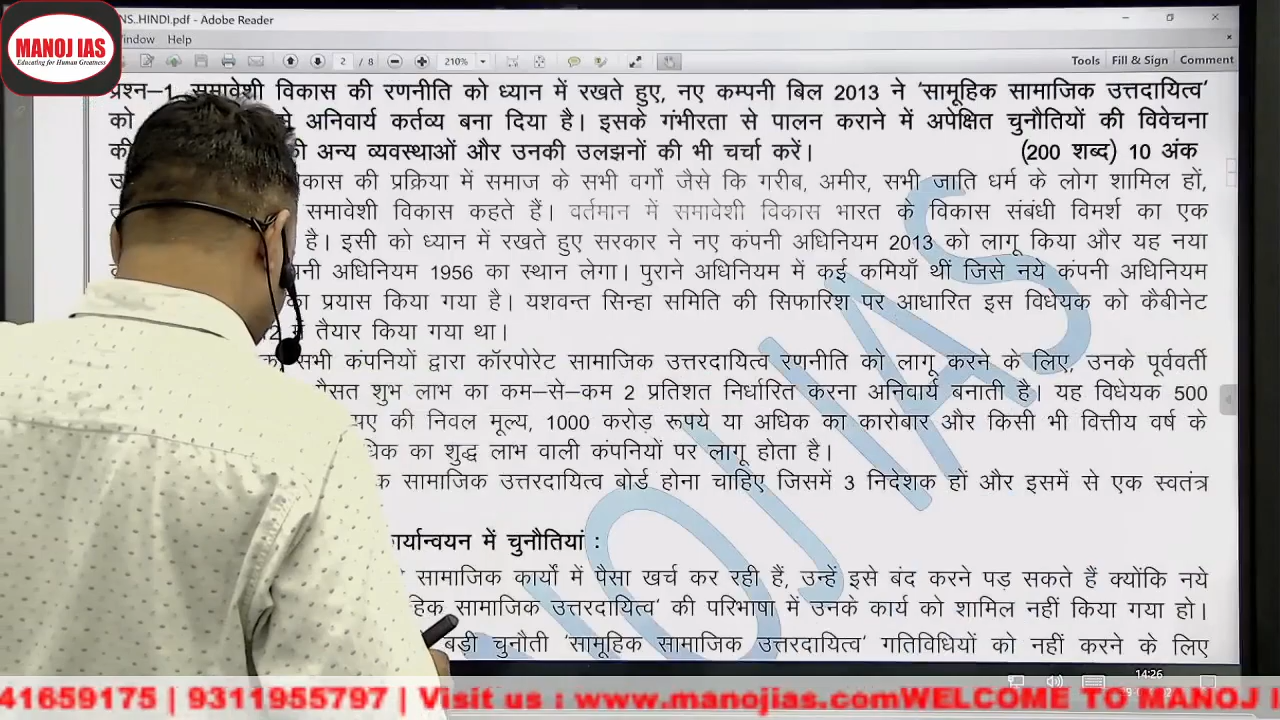 MANOJ IAS
Educating for Human Greatness
NS..HINDI.pdf - Adobe Reader
indow Help
2 / 8 210% Tools Fill & Sign Comment
प्रश्न–1 समावेशी विकास की रणनीति को ध्यान में रखते हुए, नए कम्पनी बिल 2013 ने 'सामूहिक सामाजिक उत्तदायित्व'
को अनिवार्य कर्तव्य बना दिया है। इसके गंभीरता से पालन कराने में अपेक्षित चुनौतियों की विवेचना
की अन्य व्यवस्थाओं और उनकी उलझनों की भी चर्चा करें। (200 शब्द) 10 अंक
कास की प्रक्रिया में समाज के सभी वर्गो जैसे कि गरीब, अमीर, सभी जाति धर्म के लोग शामिल हों,
समावेशी विकास कहते हैं। वर्तमान में समावेशी विकास भारत के विकास संबंधी विमर्श का एक
है। इसी को ध्यान में रखते हुए सरकार ने नए कंपनी अधिनियम 2013 को लागू किया और यह नया
पनी अधिनियम 1956 का स्थान लेगा। पुराने अधिनियम में कई कमियाँ थीं जिसे नये कंपनी अधिनियम
का प्रयास किया गया है। यशवन्त सिन्हा समिति की सिफारिश पर आधारित इस विधेयक को कैबीनेट
में तैयार किया गया था।
सभी कंपनियों द्वारा कॉरपोरेट सामाजिक उत्तरदायित्व रणनीति को लागू करने के लिए, उनके पूर्ववर्ती
औसत शुभ लाभ का कम–से–कम 2 प्रतिशत निर्धारित करना अनिवार्य बनाती है। यह विधेयक 500
पए की निवल मूल्य, 1000 करोड़ रूपये या अधिक का कारोबार और किसी भी वित्तीय वर्ष के
धिक का शुद्ध लाभ वाली कंपनियों पर लागू होता है।
क सामाजिक उत्तरदायित्व बोर्ड होना चाहिए जिसमें 3 निदेशक हों और इसमें से एक स्वतंत्र
कार्यान्वयन में चुनौतियां :
सामाजिक कार्यों में पैसा खर्च कर रही हैं, उन्हें इसे बंद करने पड़ सकते हैं क्योंकि नये
हिक सामाजिक उत्तरदायित्व' की परिभाषा में उनके कार्य को शामिल नहीं किया गया हो।
बड़ी चुनौती 'सामूहिक सामाजिक उत्तरदायित्व' गतिविधियों को नहीं करने के लिए
OJ IAS
14:26
41659175 | 9311955797 | Visit us www.manojias.comWELCOME TO MANOJ I